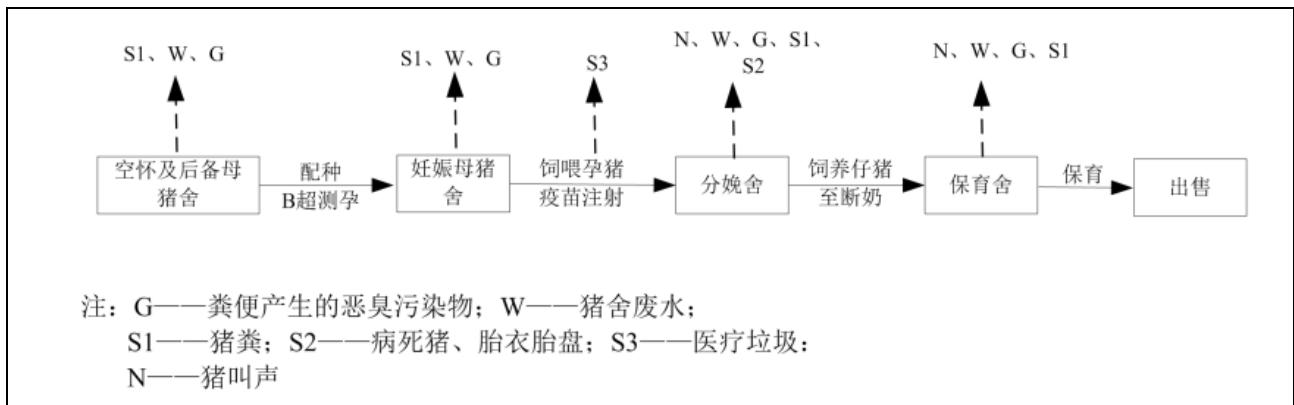 S1、W、G
S1、W、G
S3
N、W、G、S1、
S2
N、W、G、S1
空怀及后备母
猪舍
配种
B超测孕
妊娠母猪
舍
饲喂孕猪
疫苗注射
分娩舍
饲养仔猪
至断奶
保育舍
保育
出售
注：G——粪便产生的恶臭污染物；W——猪舍废水；
S1——猪粪；S2——病死猪、胎衣胎盘；S3——医疗垃圾：
N——猪叫声